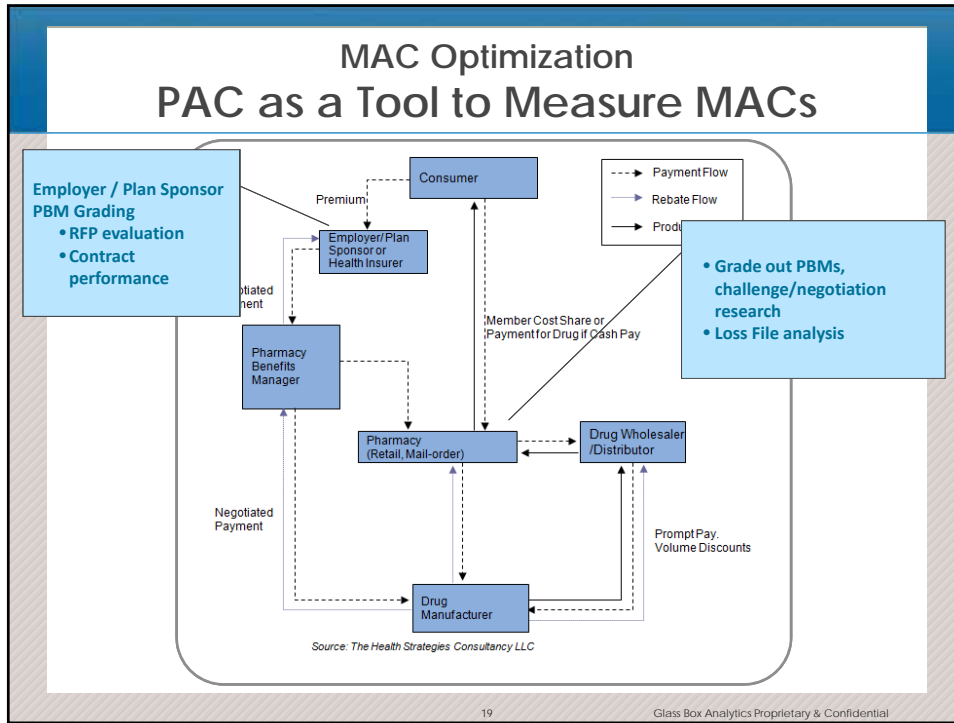 MAC Optimization
PAC as a Tool to Measure MACs
Employer / Plan Sponsor
PBM Grading
• RFP evaluation
• Contract
performance
Premium
Consumer
Payment Flow
Rebate Flow
Employer/Plan
Sponsor or
Health Insurer
• Grade out PBMs,
challenge/negotiation
research
• Loss File analysis
Member Cost Share or
Payment for Drug if Cash Pay
Pharmacy
Benefits
Manager
Pharmacy
(Retail, Mail-order)
Drug Wholesaler
/Distributor
Negotiated
Payment
Prompt Pay.
Volume Discounts
Drug
Manufacturer
Source: The Health Strategies Consultancy LLC
19
Glass Box Analytics Proprietary & Confidential